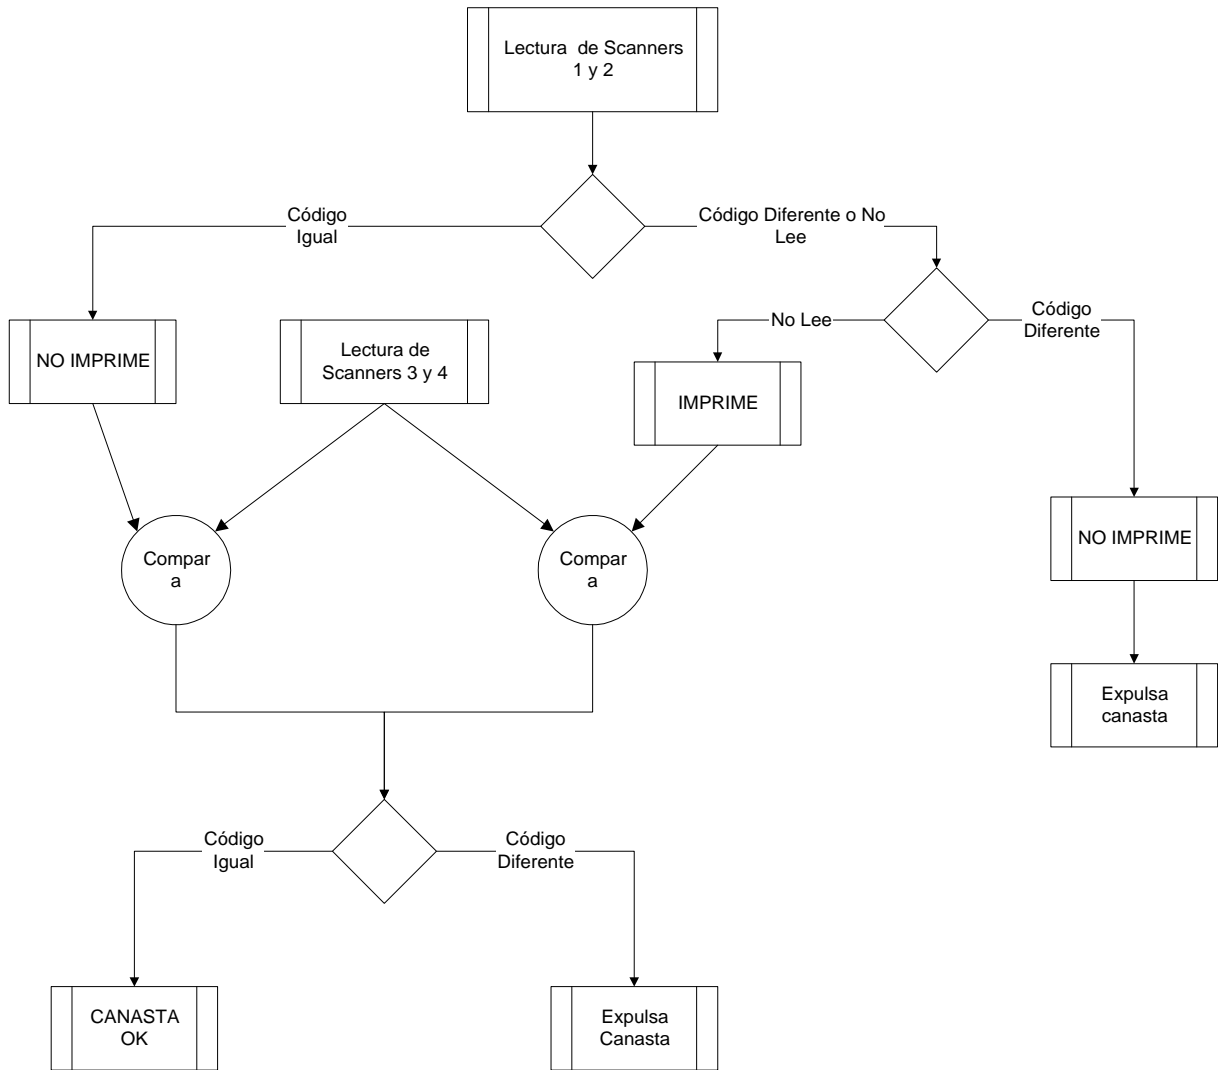 Lectura de Scanners
1 y 2
Código
Igual
Código Diferente o No
Lee
No Lee
Código
Diferente
NO IMPRIME
Lectura de
Scanners 3 y 4
IMPRIME
NO IMPRIME
Compar
a
Compar
a
Expulsa
canasta
Código
Igual
Código
Diferente
CANASTA
OK
Expulsa
Canasta